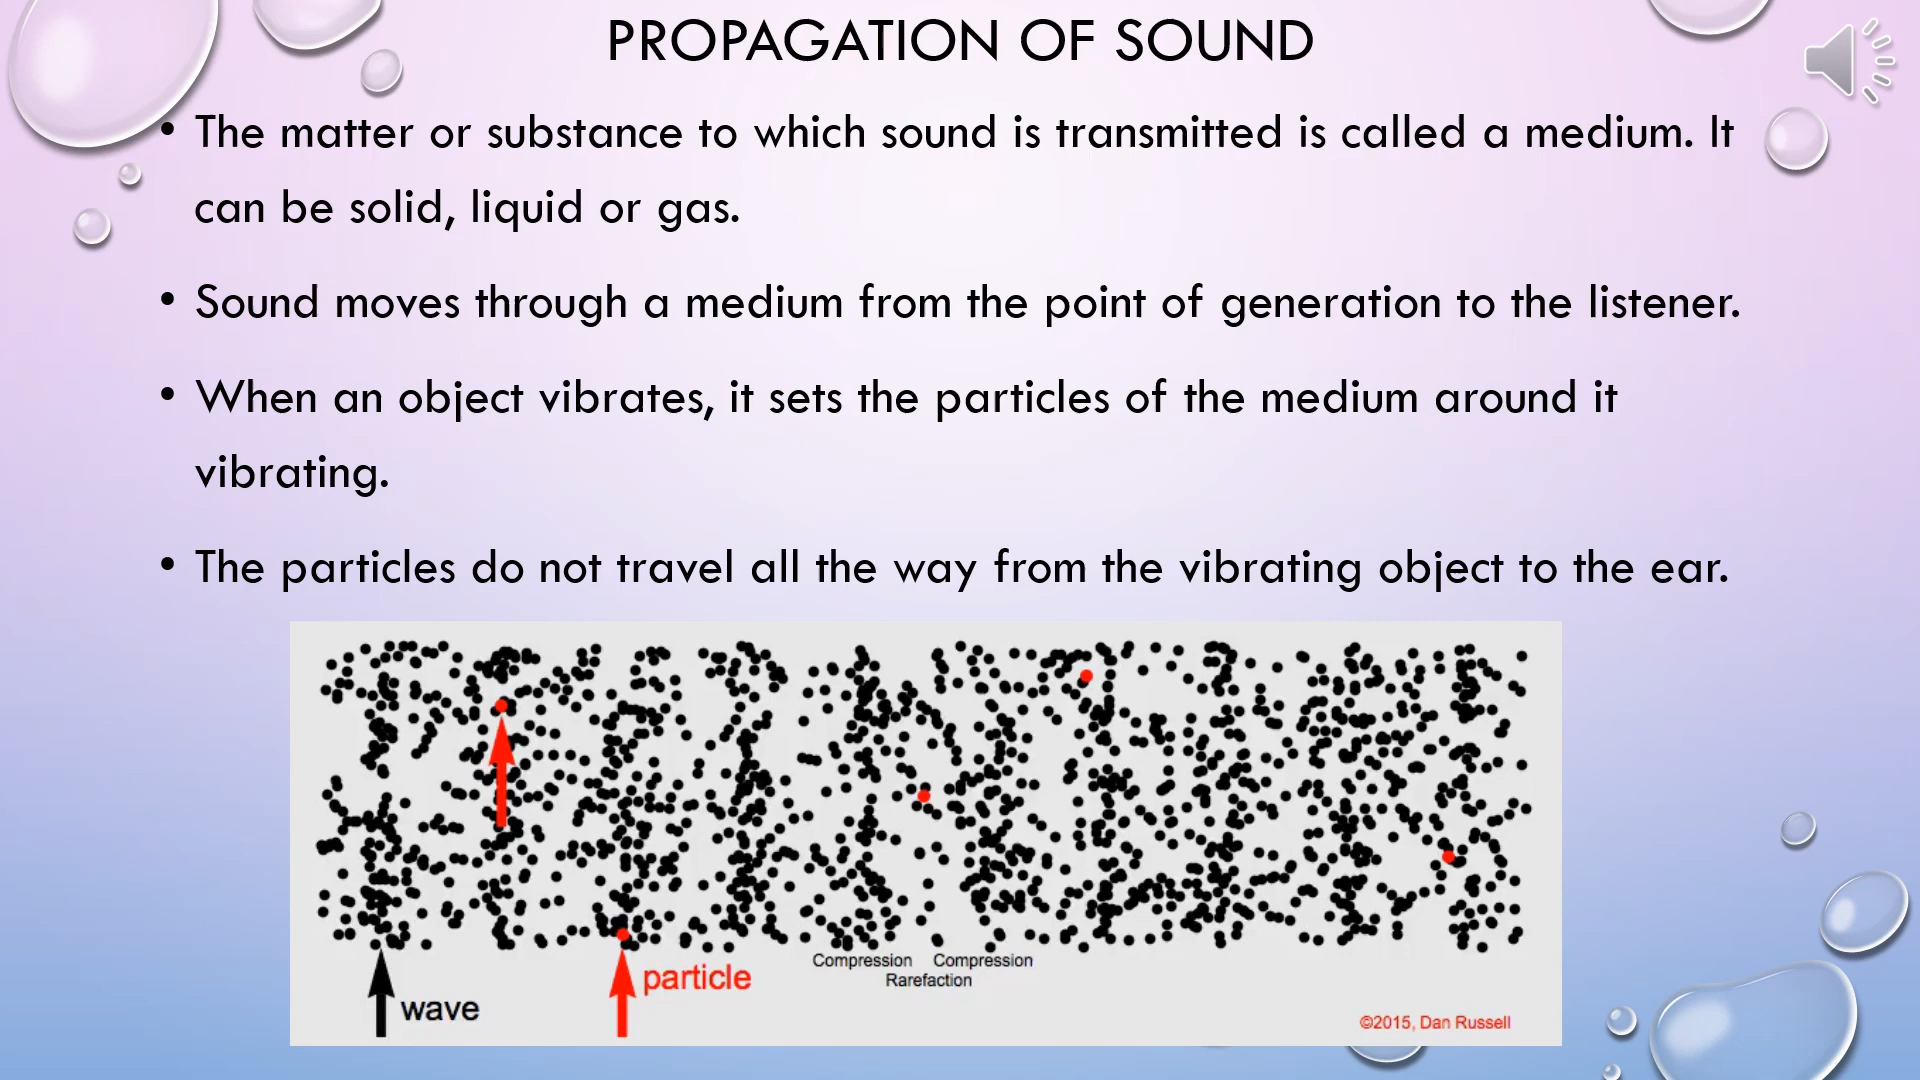 PROPAGATION OF SOUND
• The matter or substance to which sound is transmitted is called a medium. It
can be solid, liquid or gas.
• Sound moves through a medium from the point of generation to the listener.
• When an object vibrates, it sets the particles of the medium around it
vibrating.
• The particles do not travel all the way from the vibrating object to the ear.
Compression Compression
Rarefaction
particle
wave
©2015, Dan Russell